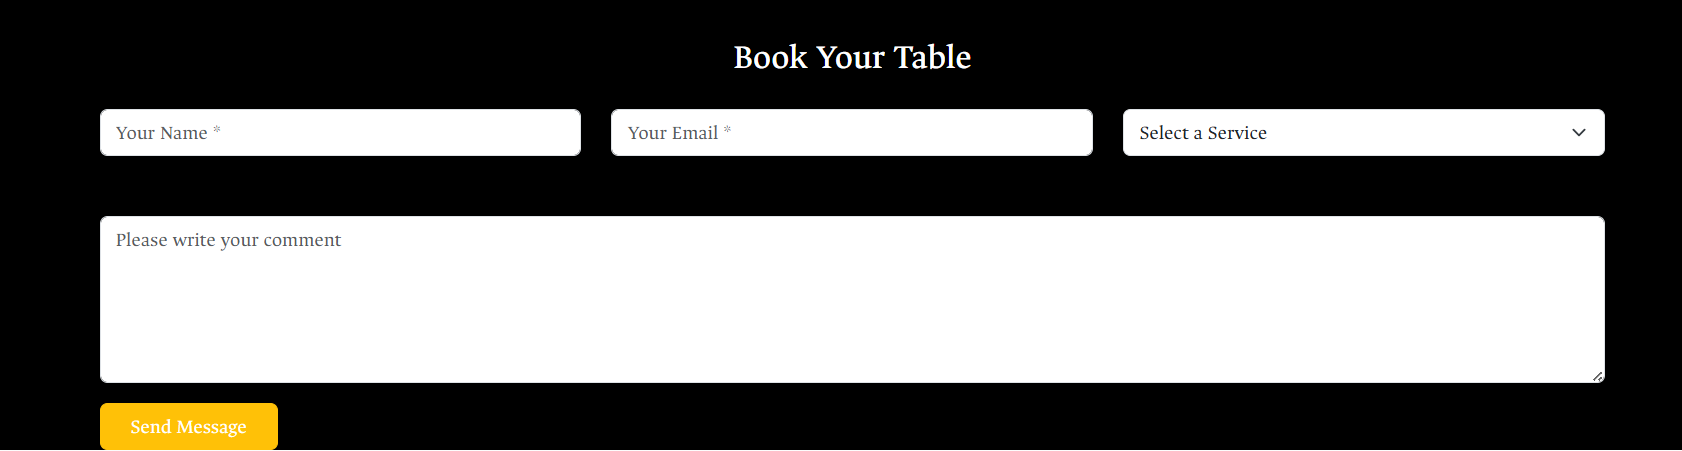 Book Your Table
Your Name *
Your Email *
Select a Service
Please write your comment
Send Message